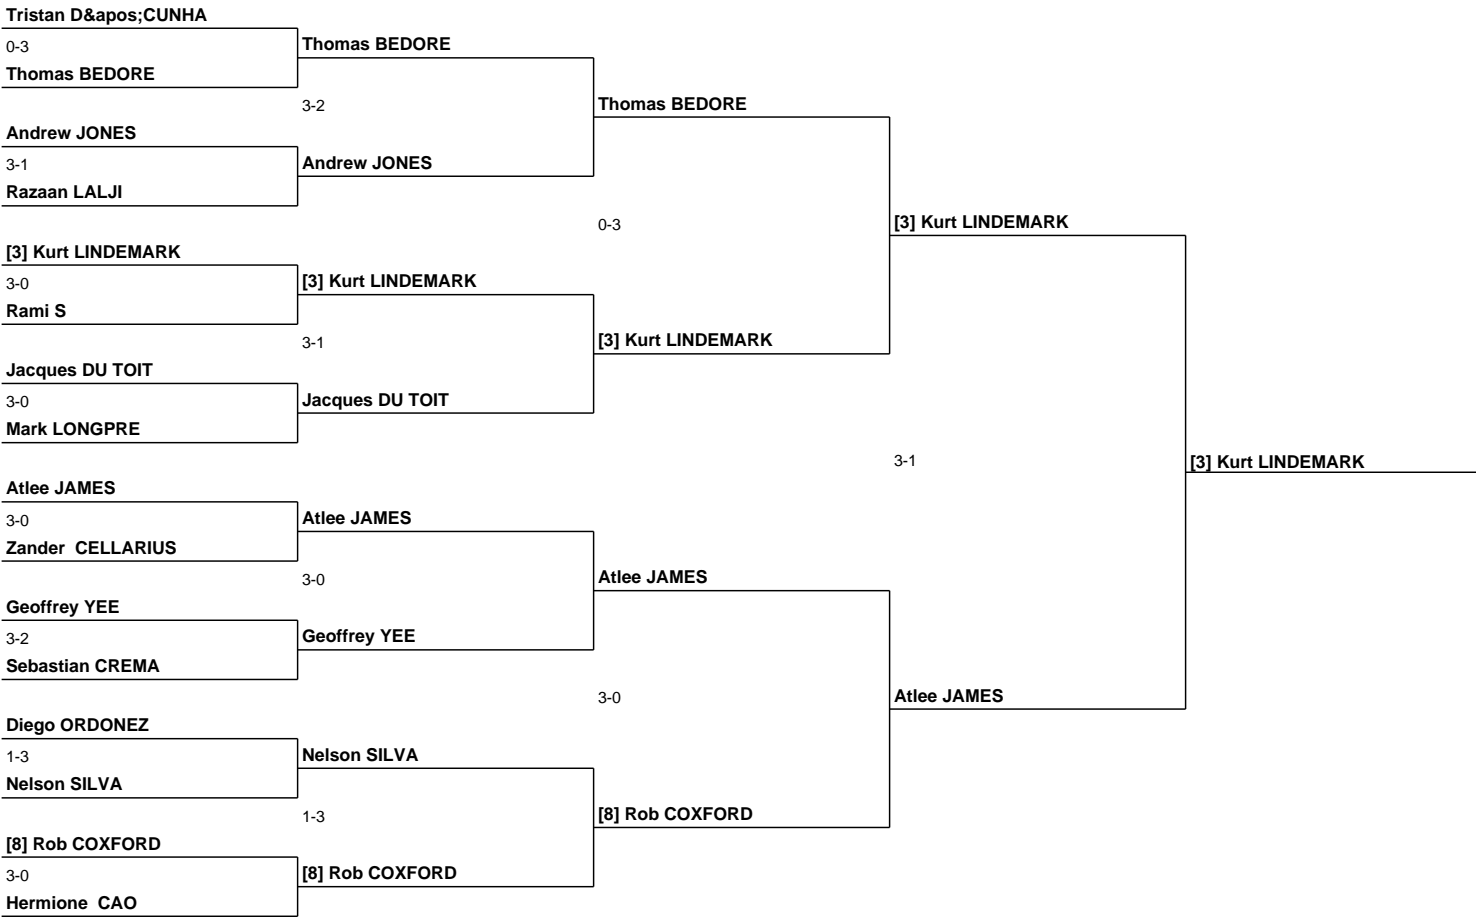 Tristan D&apos;CUNHA
0-3
Thomas BEDORE
Andrew JONES
3-1
Razaan LALJI
[3] Kurt LINDEMARK
3-0
Rami S
Jacques DU TOIT
3-0
Mark LONGPRE
Atlee JAMES
3-0
Zander  CELLARIUS
Geoffrey YEE
3-2
Sebastian CREMA
Diego ORDONEZ
1-3
Nelson SILVA
[8] Rob COXFORD
3-0
Hermione  CAO
Thomas BEDORE
3-2
Andrew JONES
[3] Kurt LINDEMARK
3-1
Jacques DU TOIT
Atlee JAMES
3-0
Geoffrey YEE
Nelson SILVA
1-3
[8] Rob COXFORD
Thomas BEDORE
0-3
[3] Kurt LINDEMARK
Atlee JAMES
3-0
[8] Rob COXFORD
[3] Kurt LINDEMARK
3-1
Atlee JAMES
[3] Kurt LINDEMARK